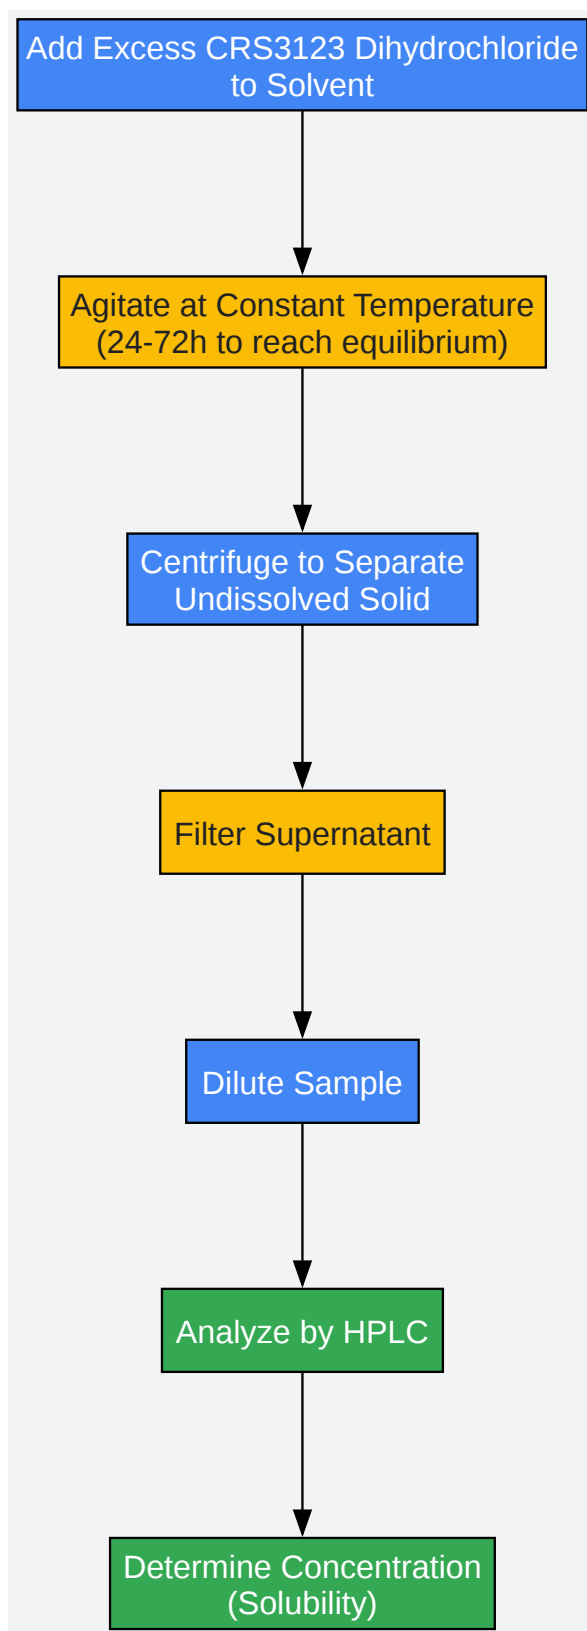 Add Excess CRS3123 Dihydrochloride
to Solvent
Agitate at Constant Temperature
(24-72h to reach equilibrium)
Centrifuge to Separate
Undissolved Solid
Filter Supernatant
Dilute Sample
Analyze by HPLC
Determine Concentration
(Solubility)